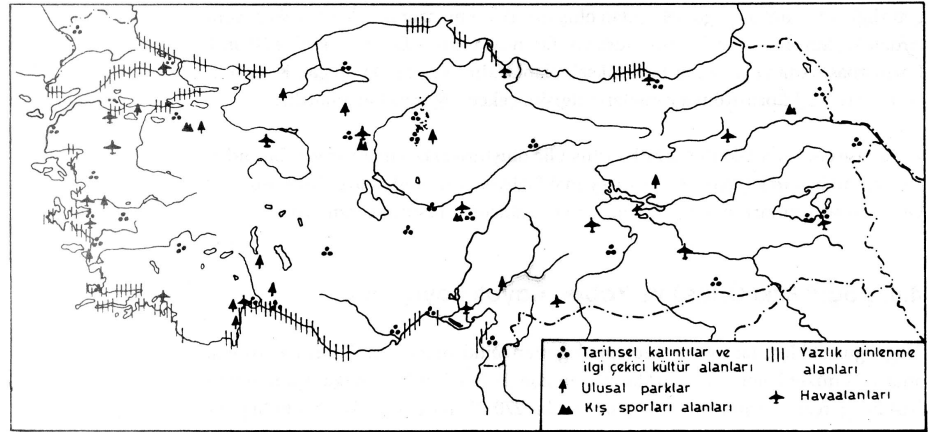 Tarihsel kalıntılar ve
ilgi çekici kültür alanları
Ulusal parklar
Kış sporları alanları
Yazlık dinlenme
alanları
Havaalanları